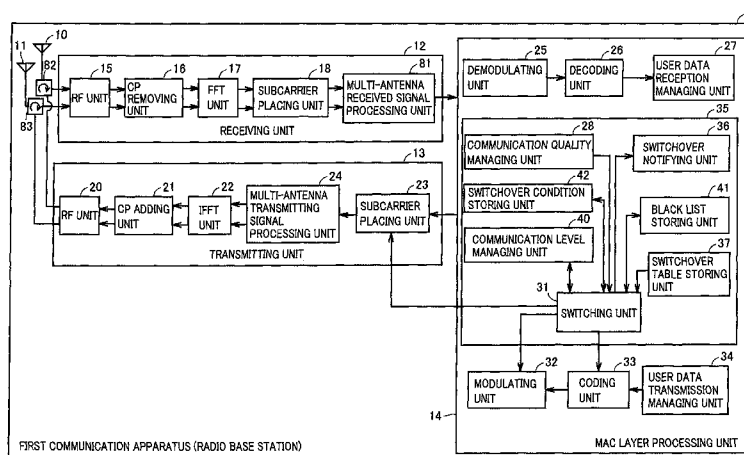 10
11
82
83
12
15
RF UNIT
16
CP
REMOVING
UNIT
17
FFT
UNIT
18
SUBCARRIER
PLACING UNIT
81
MULTI-ANTENNA
RECEIVED SIGNAL
PROCESSING UNIT
RECEIVING UNIT
13
20
RF UNIT
21
CP ADDING
UNIT
22
IFFT
UNIT
24
MULTI-ANTENNA
TRANSMITTING
SIGNAL
PROCESSING UNIT
23
SUBCARRIER
PLACING UNIT
TRANSMITTING UNIT
25
DEMODULATING
UNIT
26
DECODING
UNIT
27
USER DATA
RECEPTION
MANAGING UNIT
35
28
COMMUNICATION QUALITY
MANAGING UNIT
36
SWITCHOVER
NOTIFYING UNIT
42
SWITCHOVER CONDITION
STORING UNIT
41
BLACK LIST
STORING UNIT
40
COMMUNICATION LEVEL
MANAGING UNIT
37
SWITCHOVER
TABLE STORING
UNIT
31
SWITCHING UNIT
32
MODULATING
UNIT
33
CODING
UNIT
34
USER DATA
TRANSMISSION
MANAGING UNIT
14
MAC LAYER PROCESSING UNIT
FIRST COMMUNICATION APPARATUS (RADIO BASE STATION)